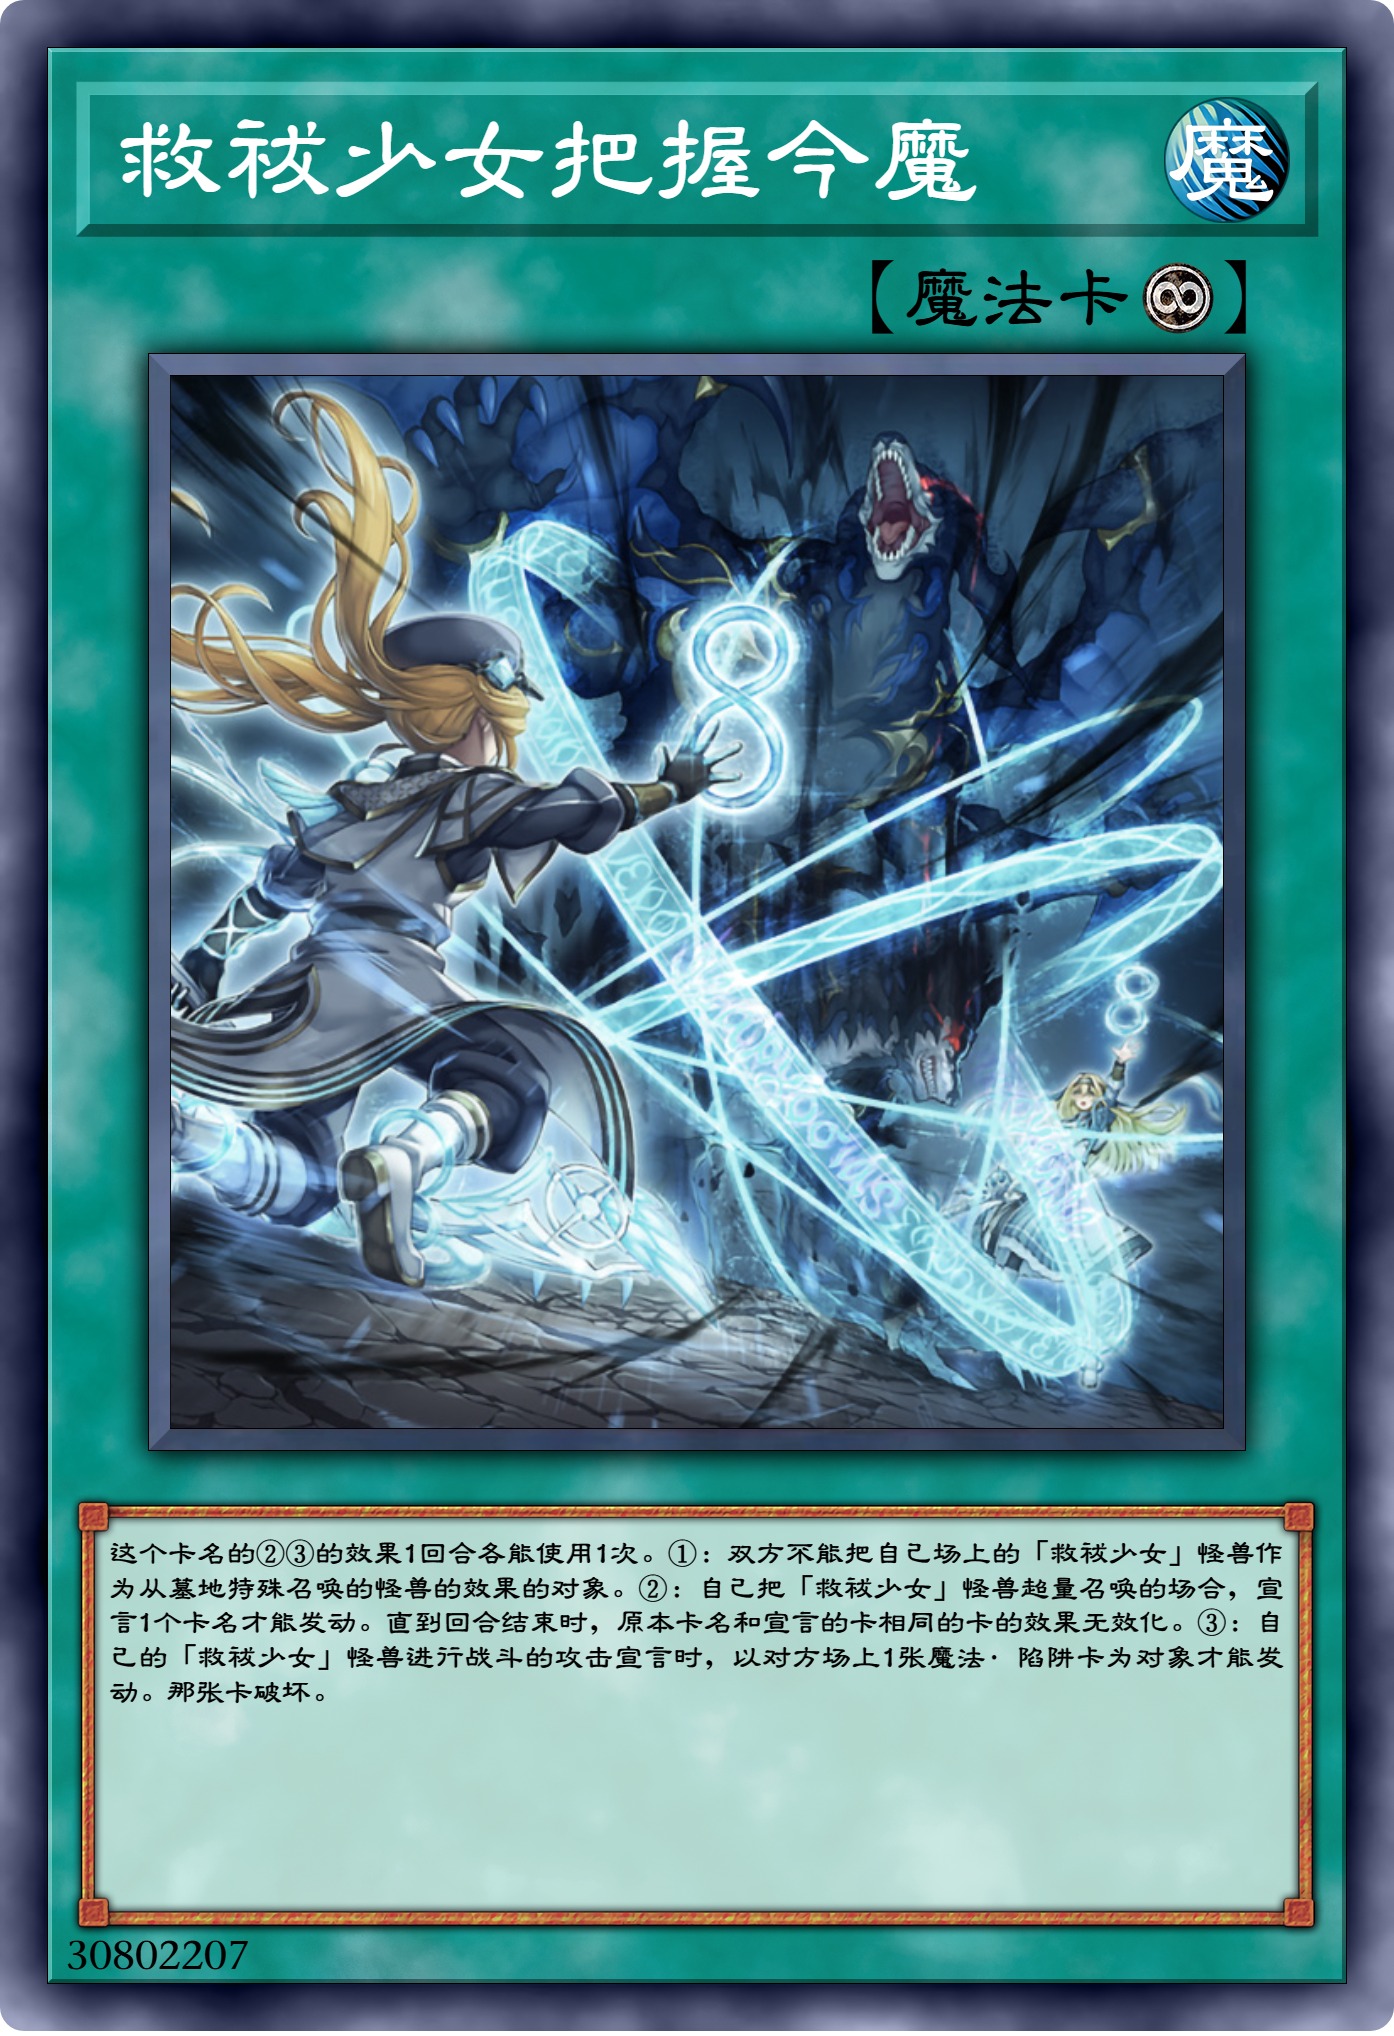 救祓少女把握今魔
魔
【魔法卡♾】
这个卡名的②③的效果1回合各能使用1次。①：双方不能把自己场上的「救祓少女」怪兽作
为从墓地特殊召唤的怪兽的效果的对象。②：自己把「救祓少女」怪兽超量召唤的场合，宣
言1个卡名才能发动。直到回合结束时，原本卡名和宣言的卡相同的卡的效果无效化。③：自
己的「救祓少女」怪兽进行战斗的攻击宣言时，以对方场上1张魔法·陷阱卡为对象才能发
动。那张卡破坏。
30802207